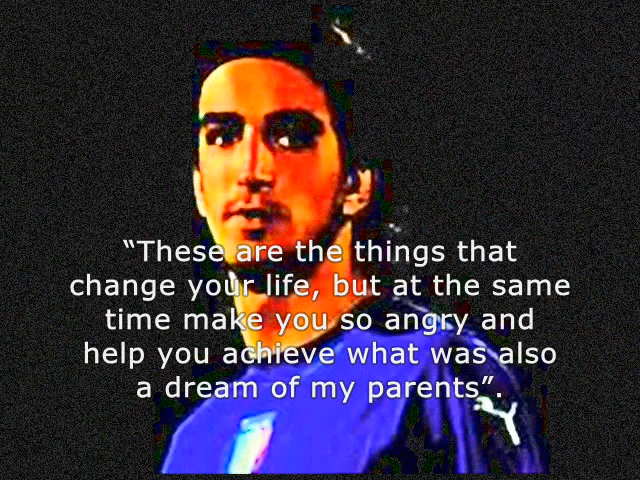 “These are the things that
change your life, but at the same
time make you so angry and
help you achieve what was also
a dream of my parents”.